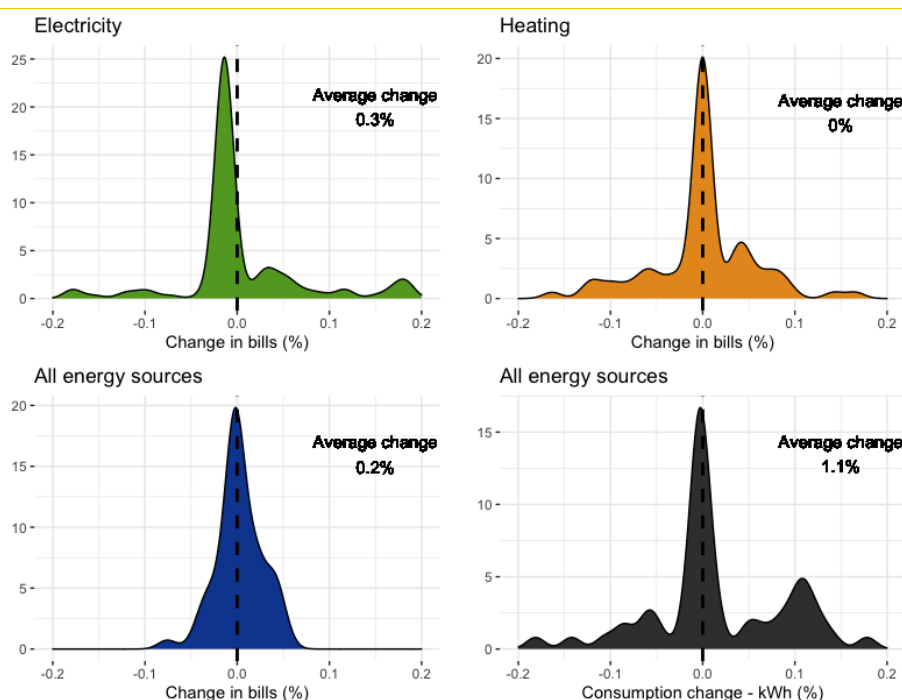 Electricity
25
20
15
10
5
0
Average change
0.3%
-0.2 -0.1 0.0 0.1 0.2
Change in bills (%)
Heating
20
15
10
5
0
Average change
0%
-0.2 -0.1 0.0 0.1 0.2
Change in bills (%)
All energy sources
20
15
10
5
0
Average change
0.2%
-0.2 -0.1 0.0 0.1 0.2
Change in bills (%)
All energy sources
15
10
5
0
Average change
1.1%
-0.2 -0.1 0.0 0.1 0.2
Consumption change - kWh (%)